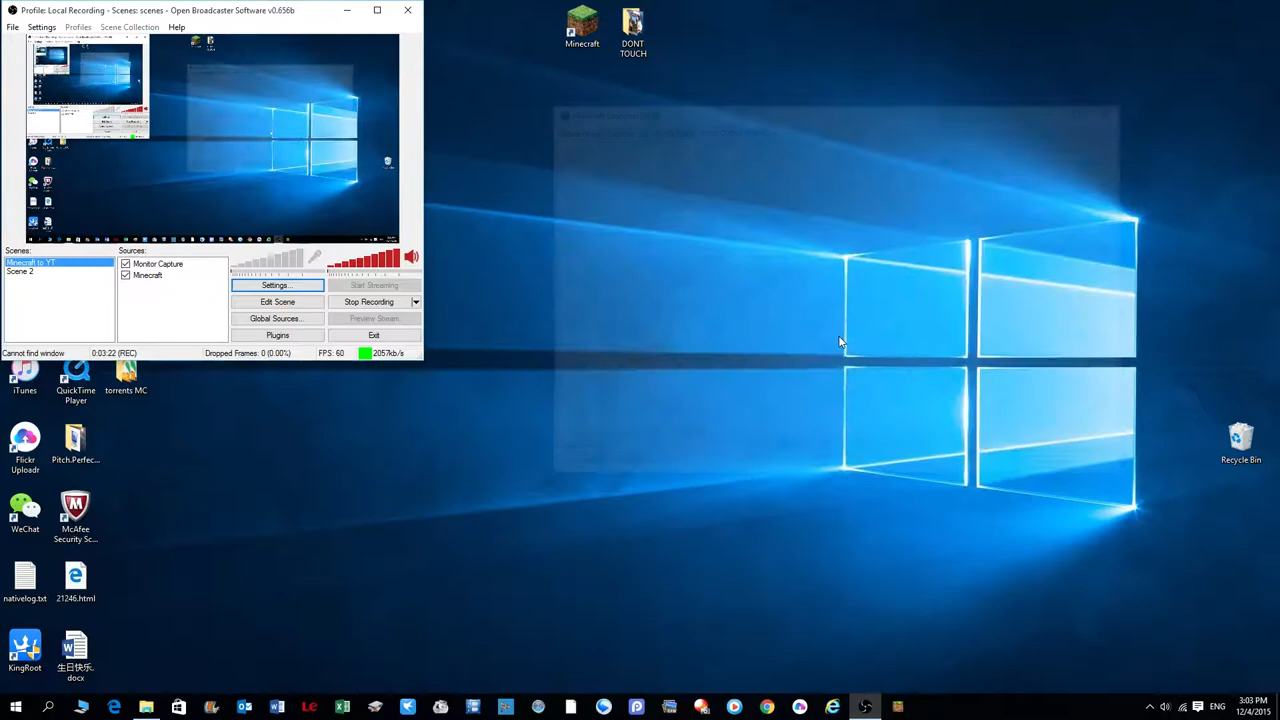 Profile: Local Recording - Scenes: scenes - Open Broadcaster Software v0.656b
File Settings Profiles Scene Collection Help
Scenes:
Minecraft to YT
Scene 2
Sources:
Monitor Capture
Minecraft
Settings...
Start Streaming
Edit Scene
Stop Recording
Global Sources...
Preview Stream...
Plugins
Exit
Cannot find window
0:03:22 (REC)
Dropped Frames: 0 (0.00%)
FPS: 60
2057kb/s
Minecraft
DONT
TOUCH
iTunes
QuickTime
Player
torrents MC
Flickr
Uploadr
Pitch.Perfec...
WeChat
McAfee
Security Sc...
nativelog.txt
21246.html
KingRoot
生日快乐.
docx
Recycle Bin
Le
ENG
3:03 PM
12/4/2015